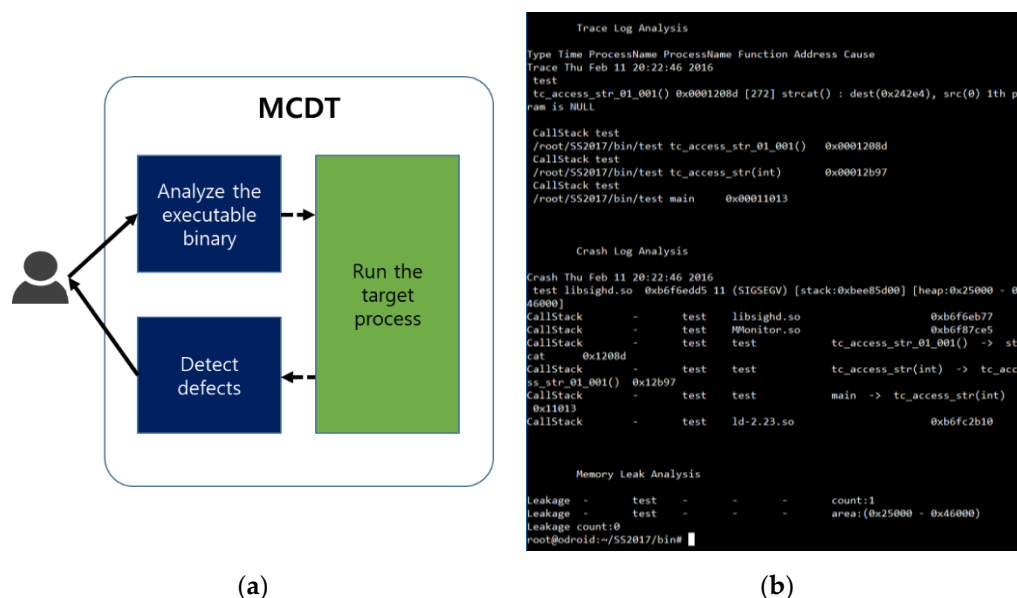 MCDT
Analyze the
executable
binary
Run the
target
process
Detect
defects
(a)
Trace Log Analysis
Type Time ProcessName ProcessName Function Address Cause
Trace Thu Feb 11 20:22:46 2016
test
tc_access_str_01_001() 0x0001208d [272] strcat() : dest(0x242e4), src(0) 1th p
ram is NULL
CallStack test
/root/SS2017/bin/test tc_access_str_01_001() 0x0001208d
CallStack test
/root/SS2017/bin/test tc_access_str(int) 0x00012b97
CallStack test
/root/SS2017/bin/test main 0x00011013
Crash Log Analysis
Crash Thu Feb 11 20:22:46 2016
test libsighd.so 0xb6f6edd5 11 (SIGSEGV) [stack:0xbee85d00] [heap:0x25000 - 0
46000]
CallStack - test libsighd.so 0xb6f6eb77
CallStack - test MMonitor.so 0xb6f87ce5
CallStack - test test tc_access_str_01_001() -> st
cat 0x1208d
CallStack - test test tc_access_str(int) -> tc_acc
ss_str_01_001() 0x12b97
CallStack - test test main -> tc_access_str(int)
0x11013
CallStack - test ld-2.23.so 0xb6fc2b10
Memory Leak Analysis
Leakage - test - - - count:1
Leakage - test - - - area:(0x25000 - 0x46000)
Leakage count:0
root@odroid:~/SS2017/bin#
(b)